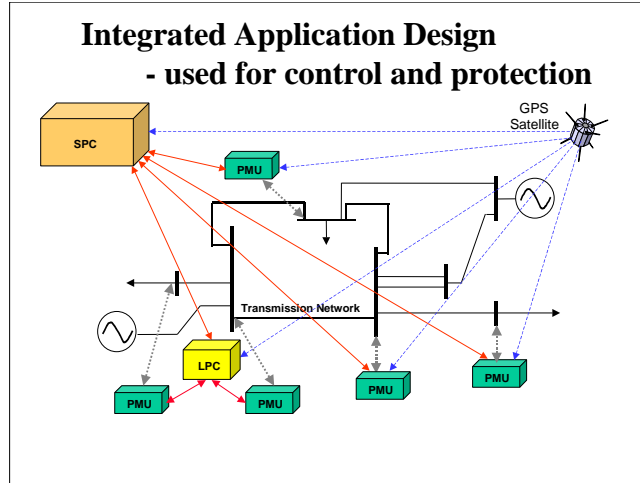 Integrated Application Design
- used for control and protection
GPS
Satellite
SPC
PMU
Transmission Network
LPC
PMU
PMU
PMU
PMU